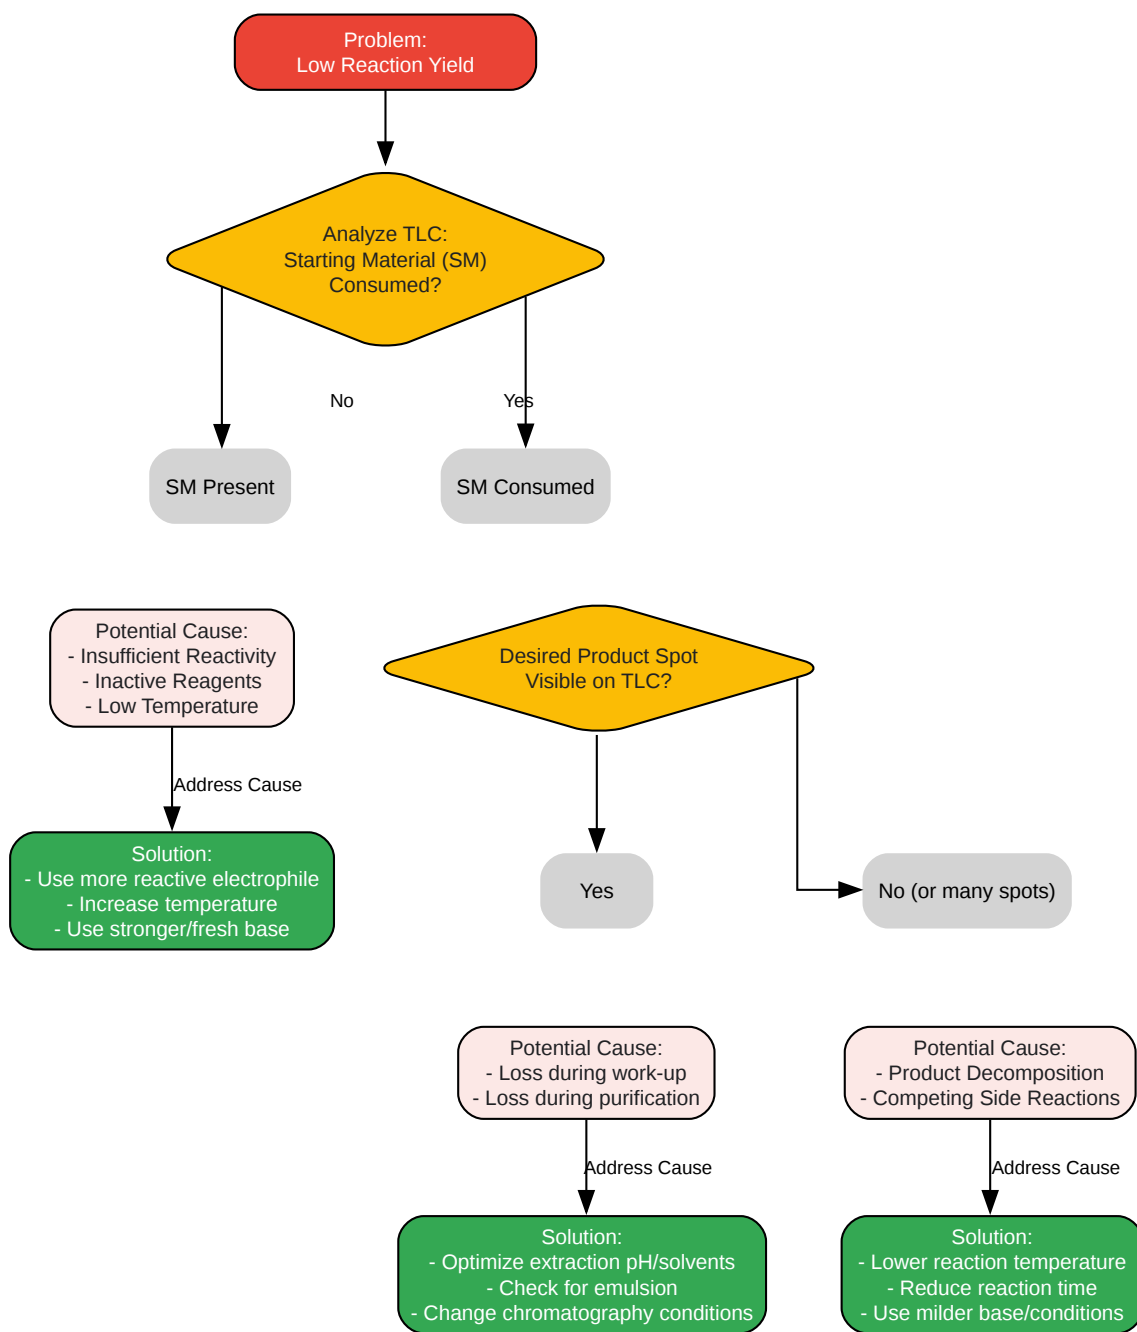 Problem:
Low Reaction Yield
Analyze TLC:
Starting Material (SM)
Consumed?
No
Yes
SM Present
SM Consumed
Potential Cause:
- Insufficient Reactivity
- Inactive Reagents
- Low Temperature
Desired Product Spot
Visible on TLC?
Address Cause
Solution:
- Use more reactive electrophile
- Increase temperature
- Use stronger/fresh base
Yes
No (or many spots)
Potential Cause:
- Loss during work-up
- Loss during purification
Potential Cause:
- Product Decomposition
- Competing Side Reactions
Address Cause
Address Cause
Solution:
- Optimize extraction pH/solvents
- Check for emulsion
- Change chromatography conditions
Solution:
- Lower reaction temperature
- Reduce reaction time
- Use milder base/conditions